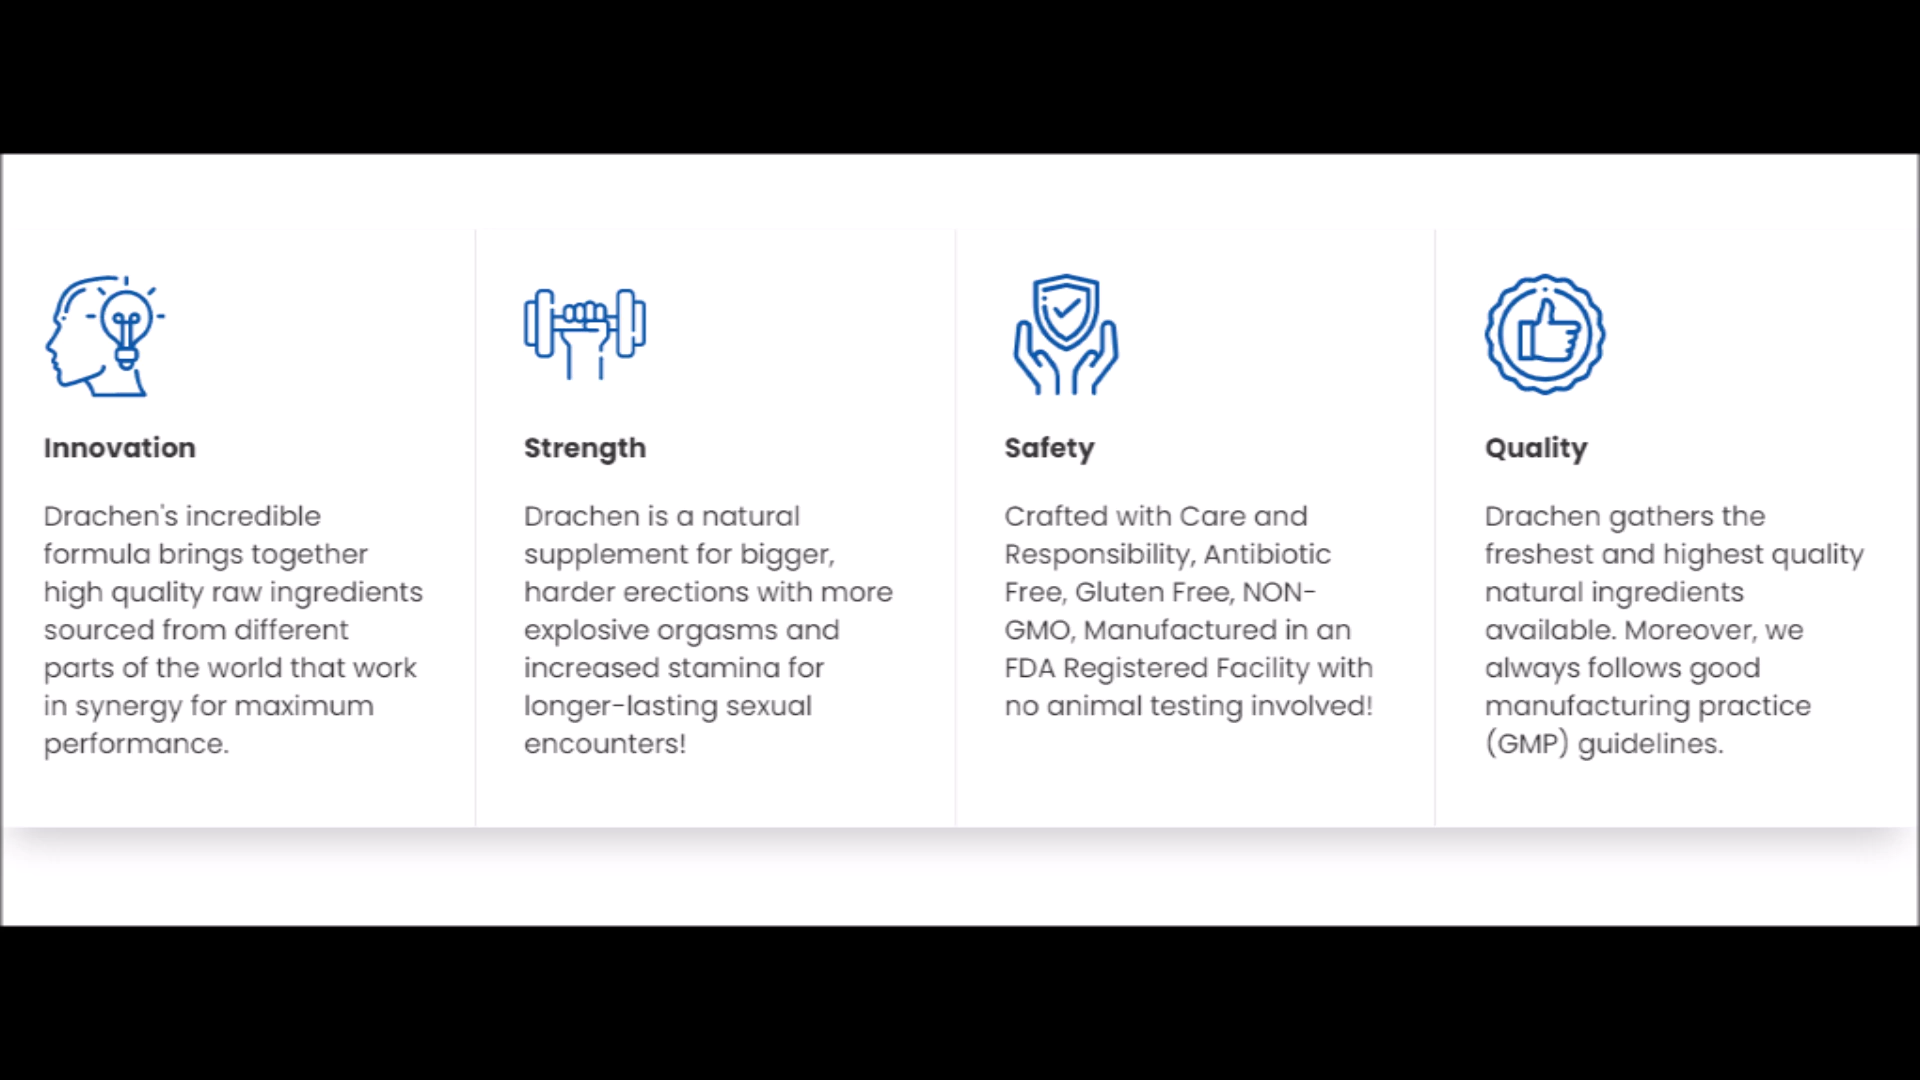 Innovation
Drachen's incredible
formula brings together
high quality raw ingredients
sourced from different
parts of the world that work
in synergy for maximum
performance.
Strength
Drachen is a natural
supplement for bigger,
harder erections with more
explosive orgasms and
increased stamina for
longer-lasting sexual
encounters!
Safety
Crafted with Care and
Responsibility, Antibiotic
Free, Gluten Free, NON-
GMO, Manufactured in an
FDA Registered Facility with
no animal testing involved!
Quality
Drachen gathers the
freshest and highest quality
natural ingredients
available. Moreover, we
always follows good
manufacturing practice
(GMP) guidelines.